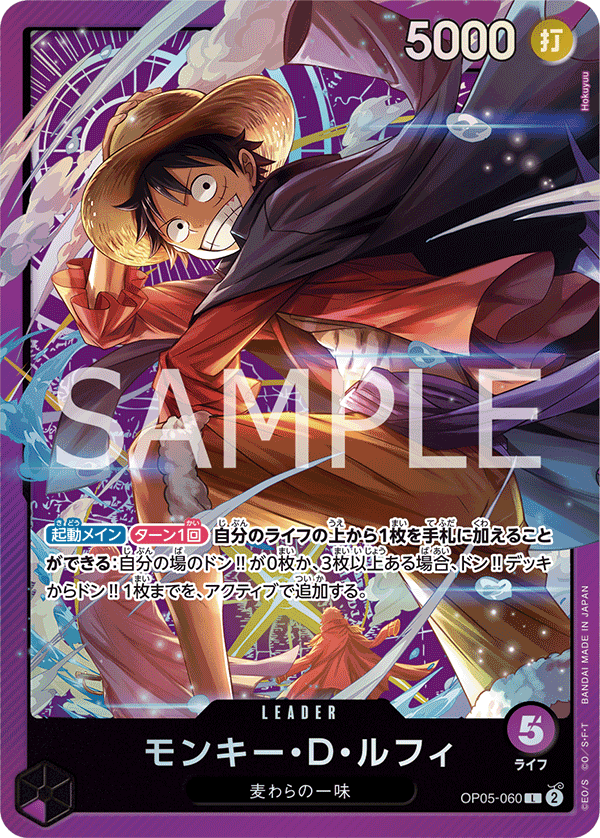 5000 打
Hokuyuu
SAMPLE
起動メイン ターン1回 自分のライフの上から1枚を手札に加えること
ができる:自分の場のドン!!が0枚か、3枚以上ある場合、ドン!!デッキ
からドン!!1枚までを、アクティブで追加する。
LEADER
モンキー・D・ルフィ
麦わらの一味
5
ライフ
OP05-060 L 2
©E/S ©O/S・F・T BANDAI MADE IN JAPAN